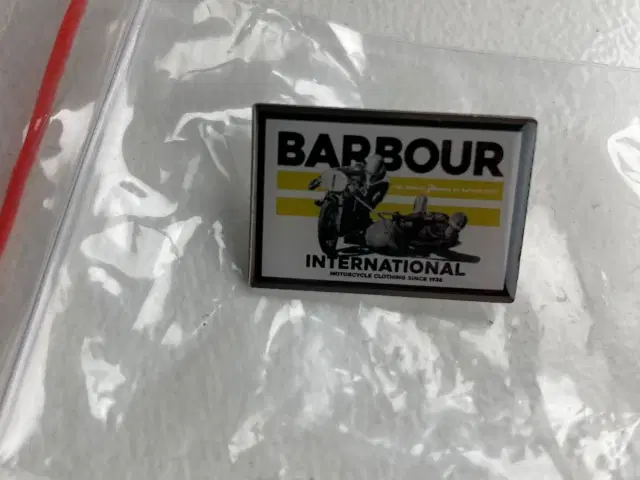 BARBOUR
INTERNATIONAL
MOTORCYCLE CLOTHING SINCE 1936